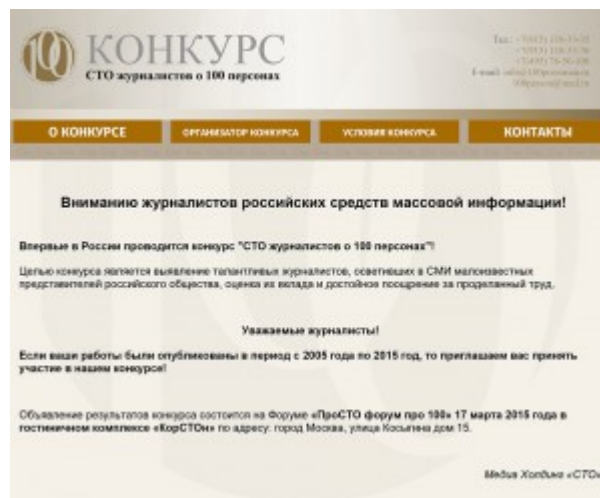 100 КОНКУРС
СТО журналистов о 100 персонах
О КОНКУРСЕ
ОРГАНИЗАТОР КОНКУРСА
УСЛОВИЯ КОНКУРСА
КОНТАКТЫ
Вниманию журналистов российских средств массовой информации!
Впервые в России проводится конкурс "СТО журналистов о 100 персонах"!
Целью конкурса является выявление талантливых журналистов, осветивших в СМИ малоизвестных
представителей российского общества, оценка их вклада и достойное поощрение за проделанный труд.
Уважаемые журналисты!
Если ваши работы были опубликованы в период с 2005 года по 2015 год, то приглашаем вас принять
участие в нашем конкурсе!
Объявление результатов конкурса состоится на Форуме «ПроСТО форум про 100» 17 марта 2015 года в
гостиничном комплексе «КорСТОн» по адресу: город Москва, улица Косыгина дом 15.
Медиа Холдинг «СТО»